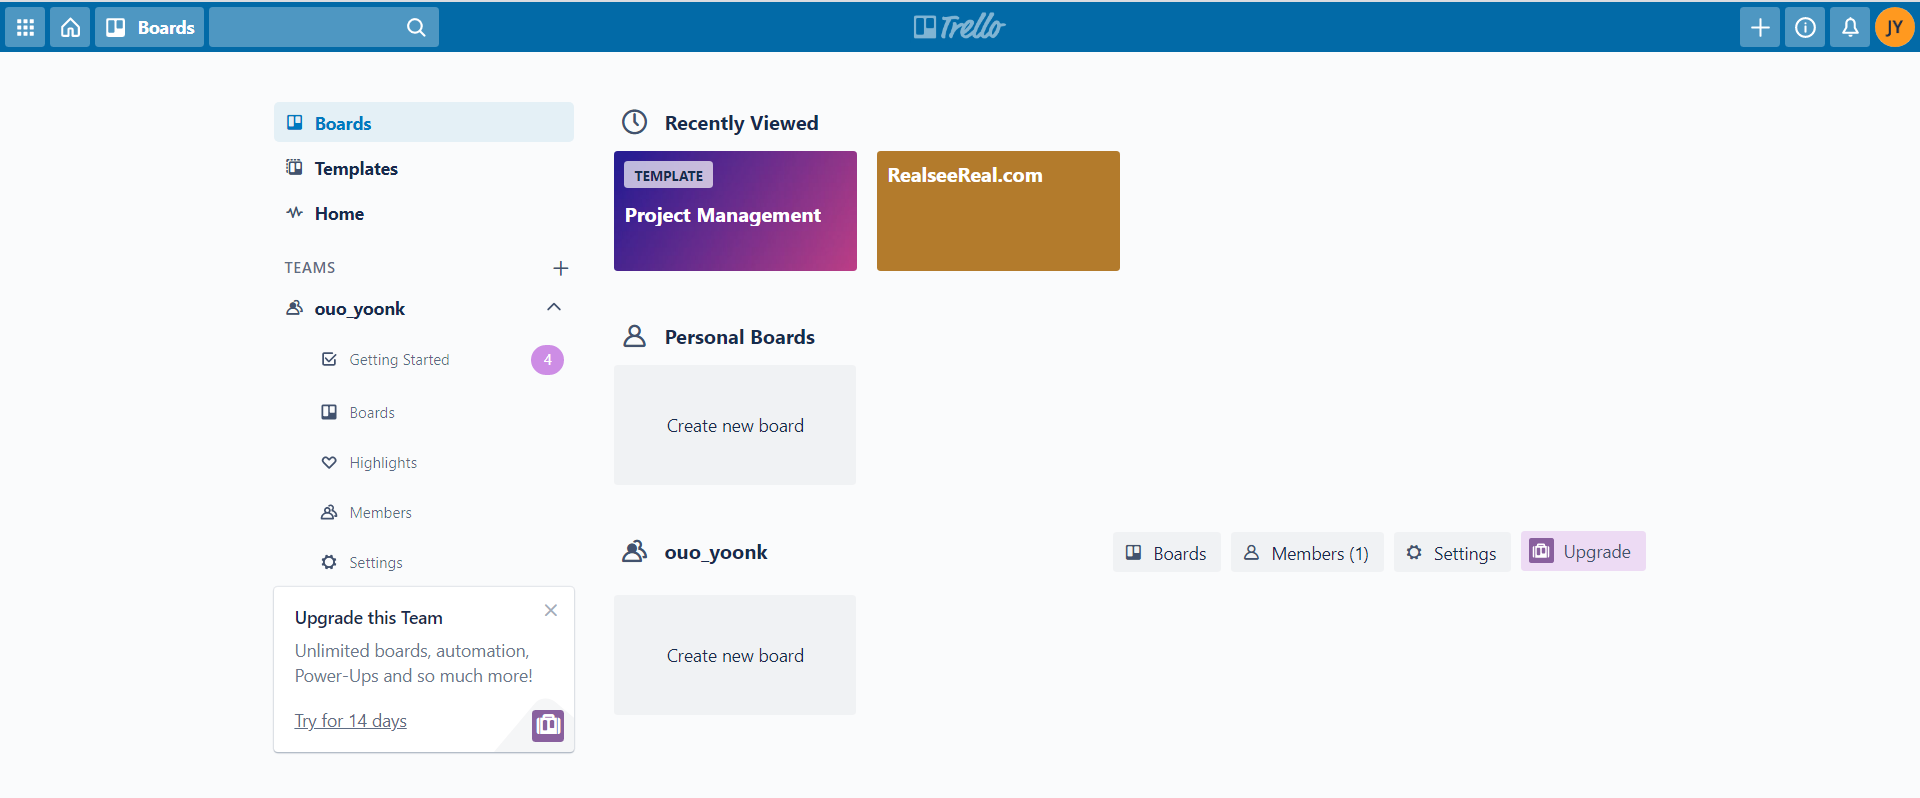 Boards
Trello
JY
Boards
Templates
Home
TEAMS
ouo_yoonk
Getting Started
4
Boards
Highlights
Members
Settings
Upgrade this Team
Unlimited boards, automation,
Power-Ups and so much more!
Try for 14 days
Recently Viewed
TEMPLATE
Project Management
RealseeReal.com
Personal Boards
Create new board
ouo_yoonk
Boards
Members (1)
Settings
Upgrade
Create new board